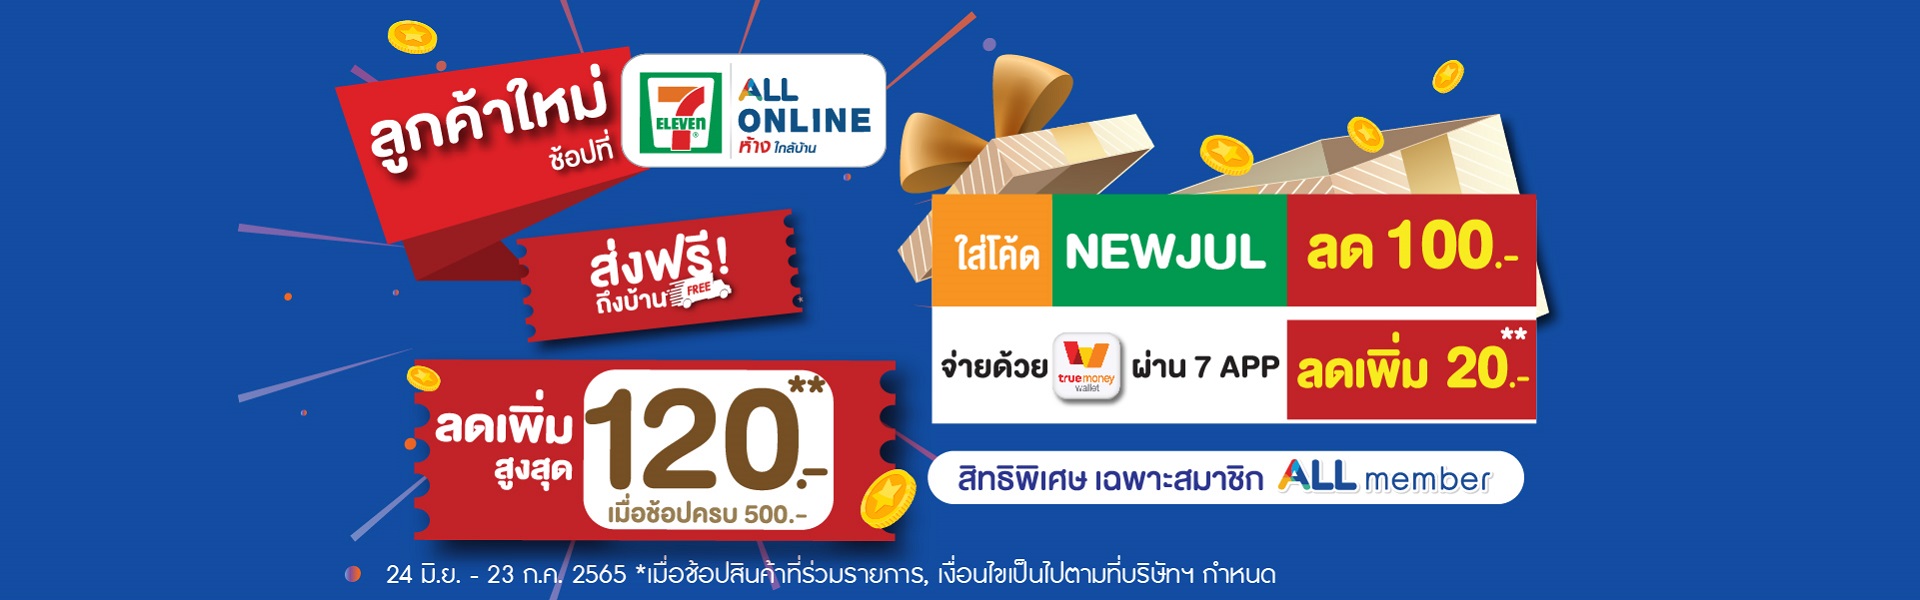 ลูกค้าใหม่
ช้อปที่
7
ELEVEN
®
ALL
ONLINE
ห้าง ใกล้บ้าน
ส่งฟรี!
ถึงบ้าน FREE
ลดเพิ่ม
สูงสุด
120.-**
เมื่อช้อปครบ 500.-
ใส่โค้ด NEWJUL ลด 100.-
จ่ายด้วย truemoney wallet ผ่าน 7 APP ลดเพิ่ม 20.-**
สิทธิพิเศษ เฉพาะสมาชิก ALL member
24 มิ.ย. - 23 ก.ค. 2565 *เมื่อช้อปสินค้าที่ร่วมรายการ, เงื่อนไขเป็นไปตามที่บริษัทฯ กำหนด